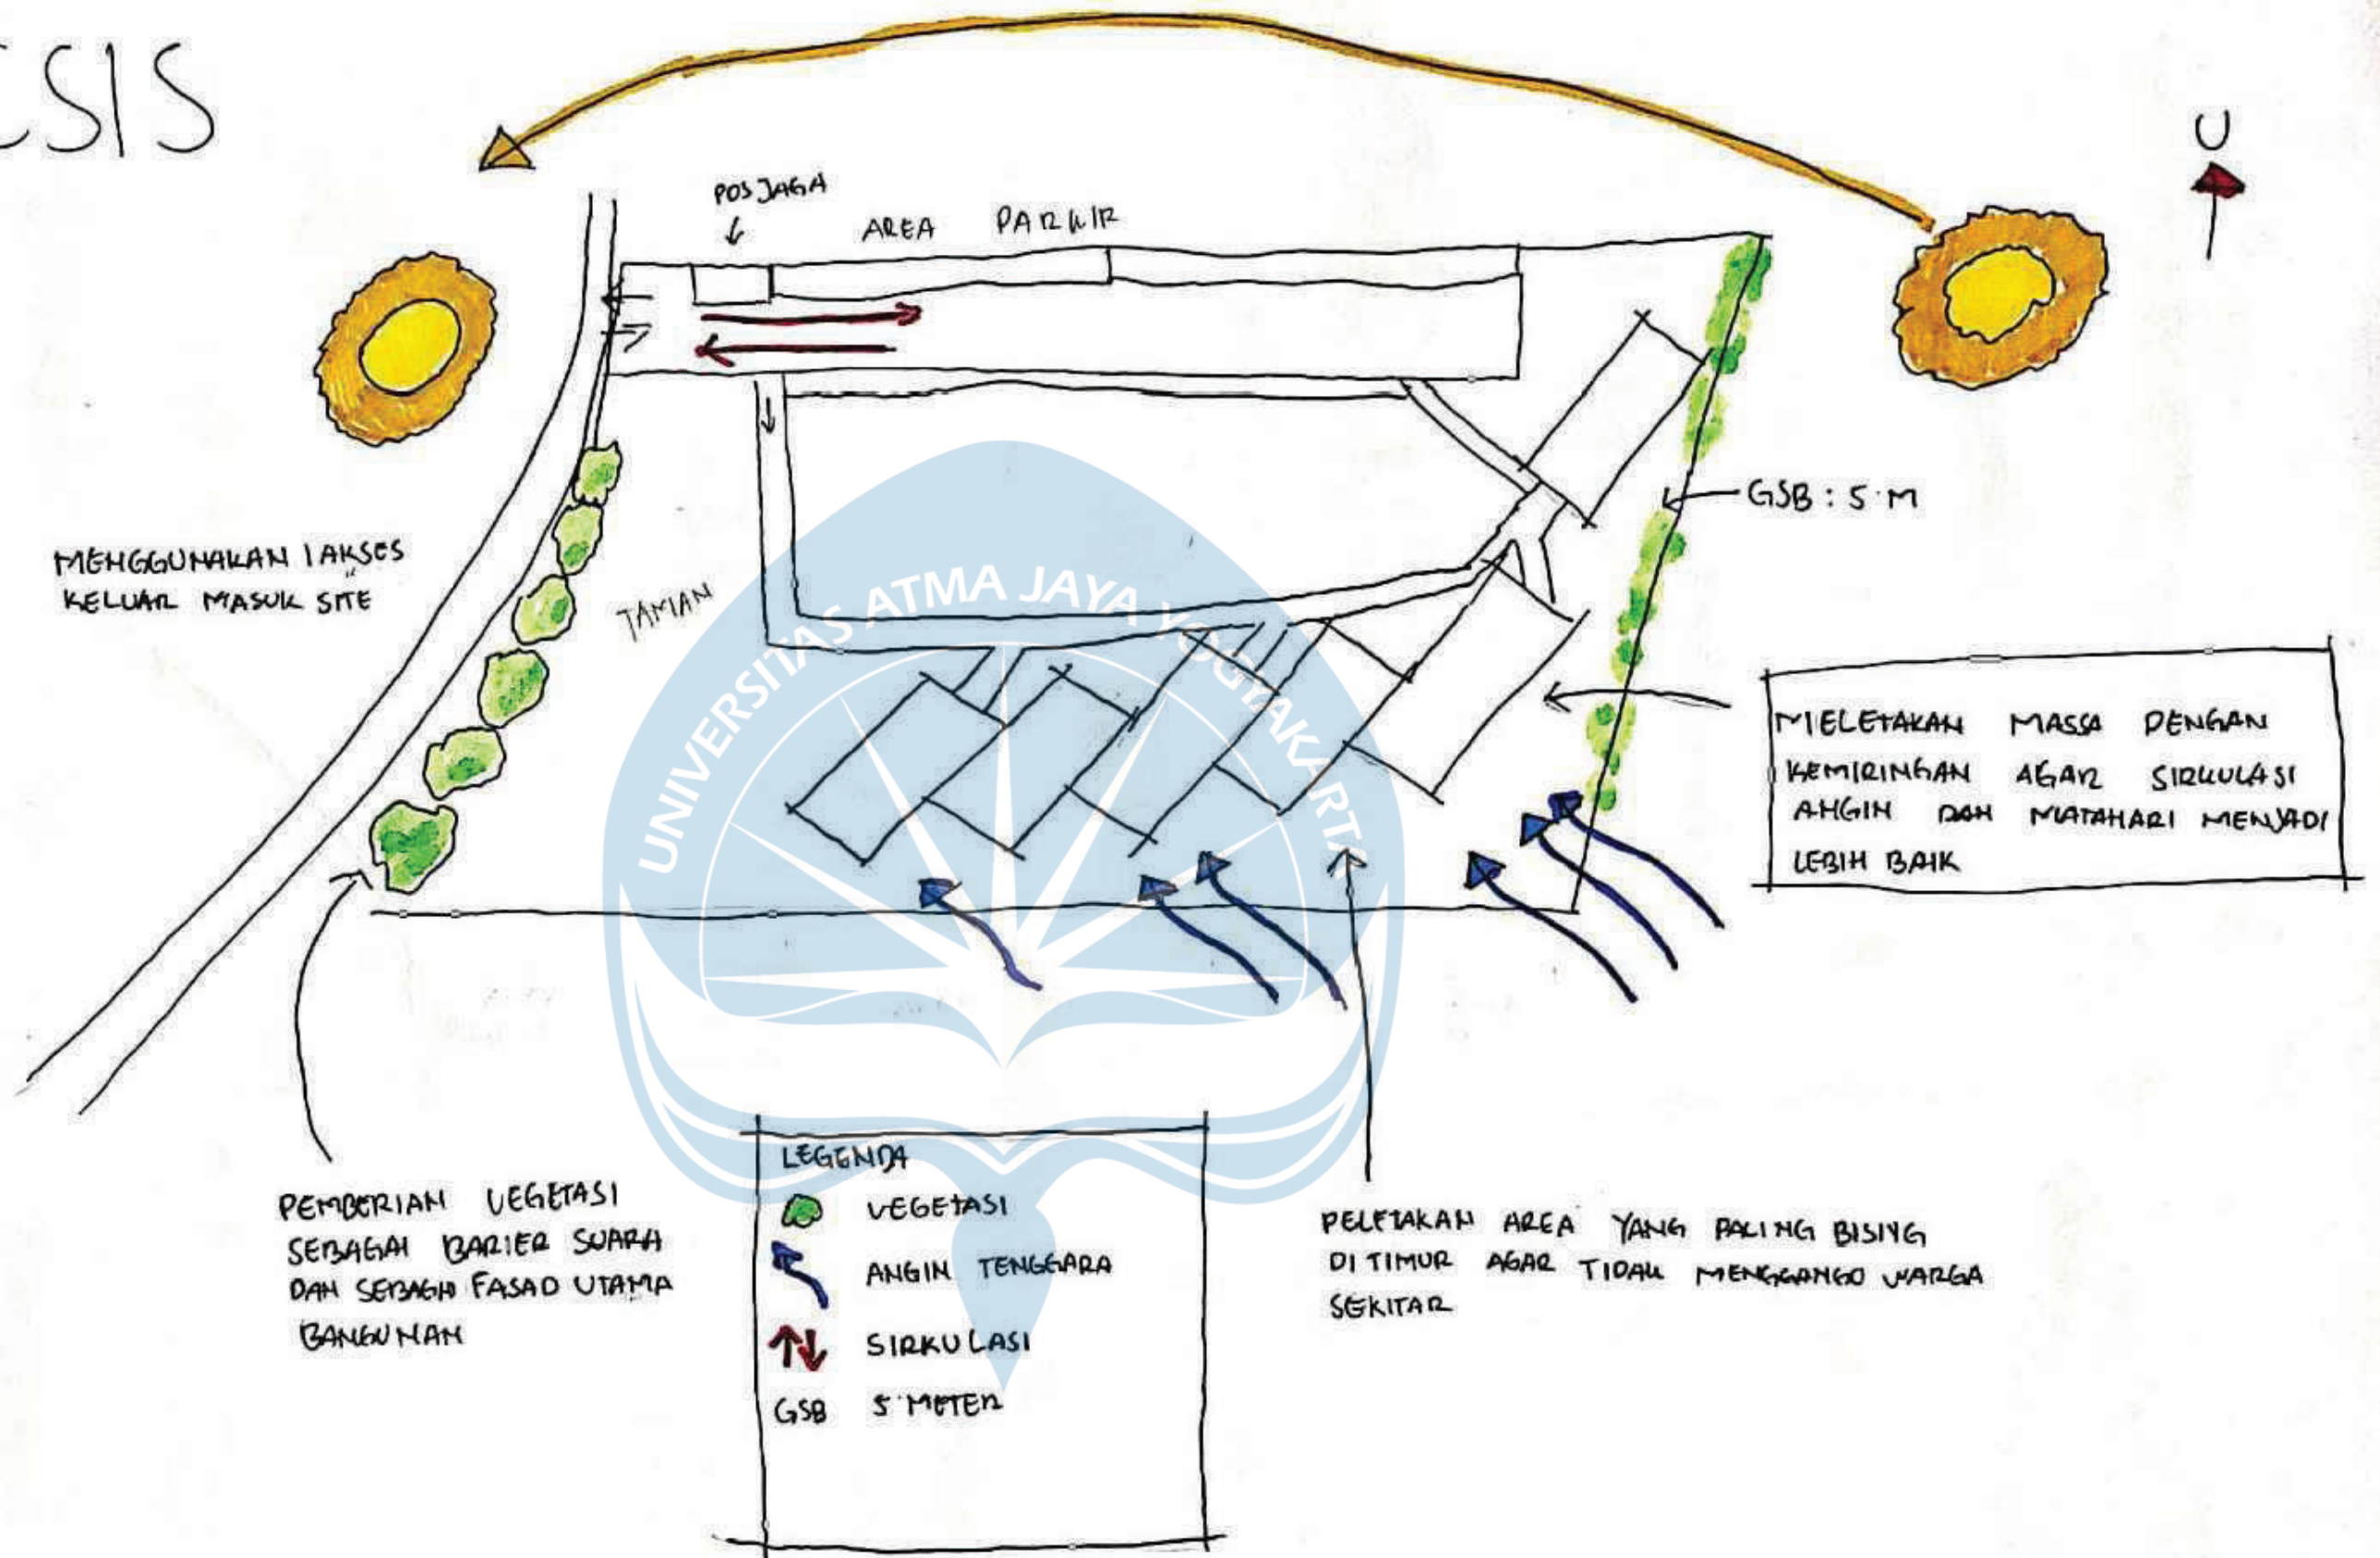 ESIS
U
POS JAGA
AREA PARKIR
GSB : 5 M
MENGGUNAKAN 1 AKSES
KELUAR MASUK SITE
TAMAN
UNIVERSITAS ATMA JAYA YOGYAKARTA
MELETAKAN MASSA DENGAN
KEMIRINGAN AGAR SIRKULASI
ANGIN DAN MATAHARI MENJADI
LEBIH BAIK
PEMBERIAN VEGETASI
SEBAGAI BARIER SUARA
DAN SEBAGAI FASAD UTAMA
BANGUNAN
LEGENDA
VEGETASI
ANGIN TENGGARA
SIRKULASI
GSB 5 METER
PELETAKAN AREA YANG PALING BISING
DI TIMUR AGAR TIDAK MENGGANGO WARGA
SEKITAR